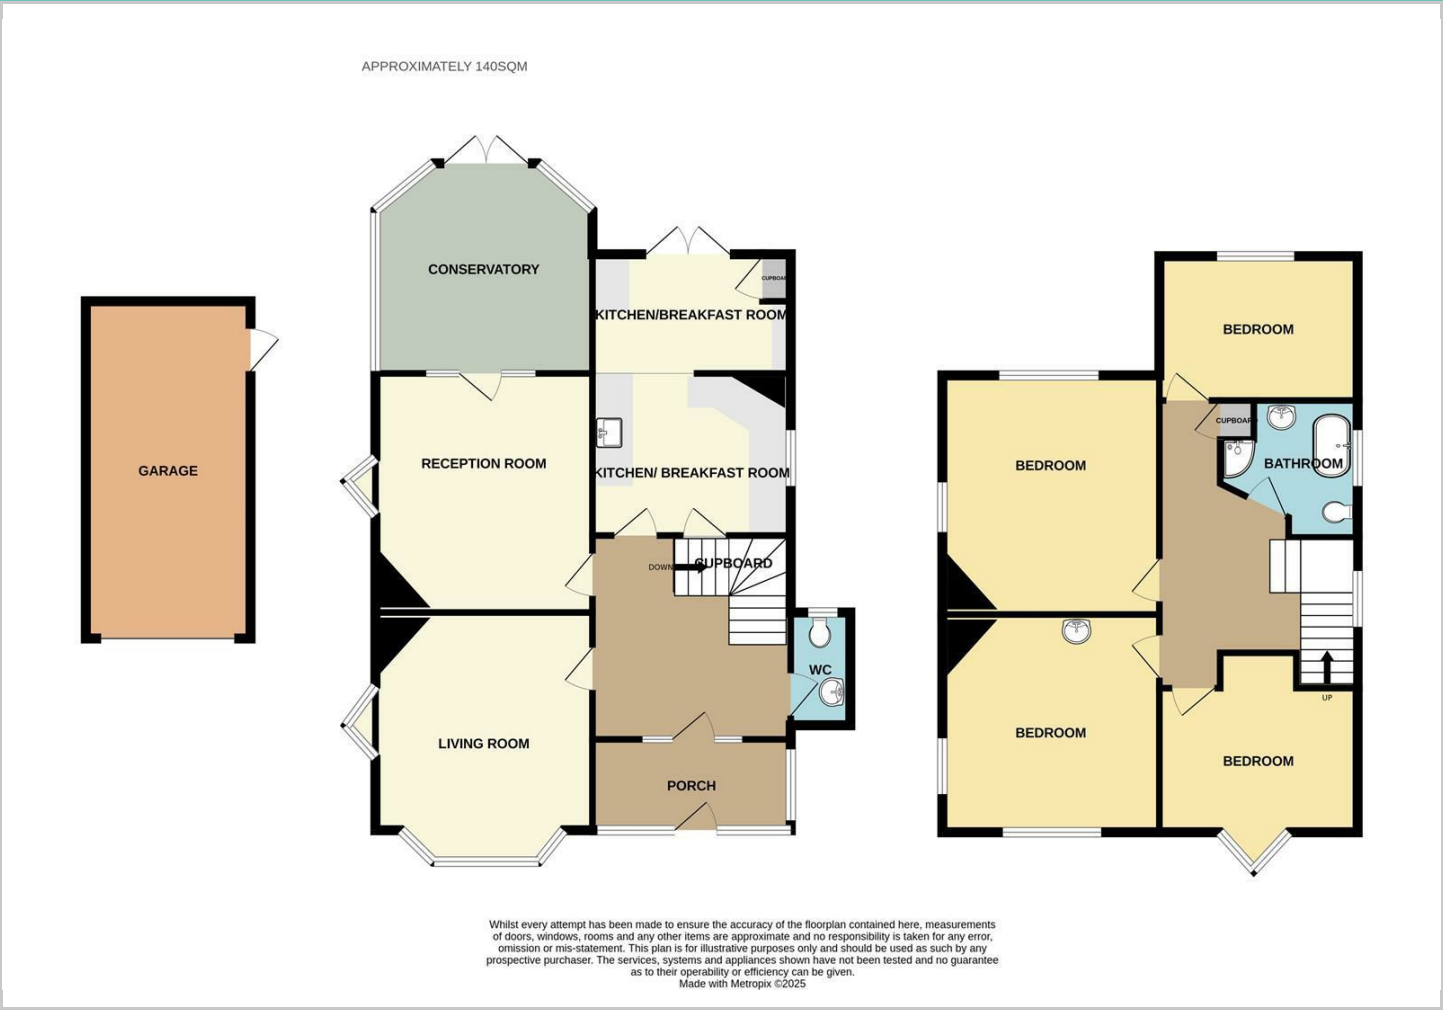 APPROXIMATELY 140SQM
CONSERVATORY
KITCHEN/BREAKFAST ROOM
CUPBOAR
GARAGE
RECEPTION ROOM
KITCHEN/ BREAKFAST ROOM
DOWN
CUPBOARD
WC
LIVING ROOM
PORCH
BEDROOM
BEDROOM
CUPBOAR
BATHROOM
UP
BEDROOM
BEDROOM
Whilst every attempt has been made to ensure the accuracy of the floorplan contained here, measurements
of doors, windows, rooms and any other items are approximate and no responsibility is taken for any error,
omission or mis-statement. This plan is for illustrative purposes only and should be used as such by any
prospective purchaser. The services, systems and appliances shown have not been tested and no guarantee
as to their operability or efficiency can be given.
Made with Metropix ©2025